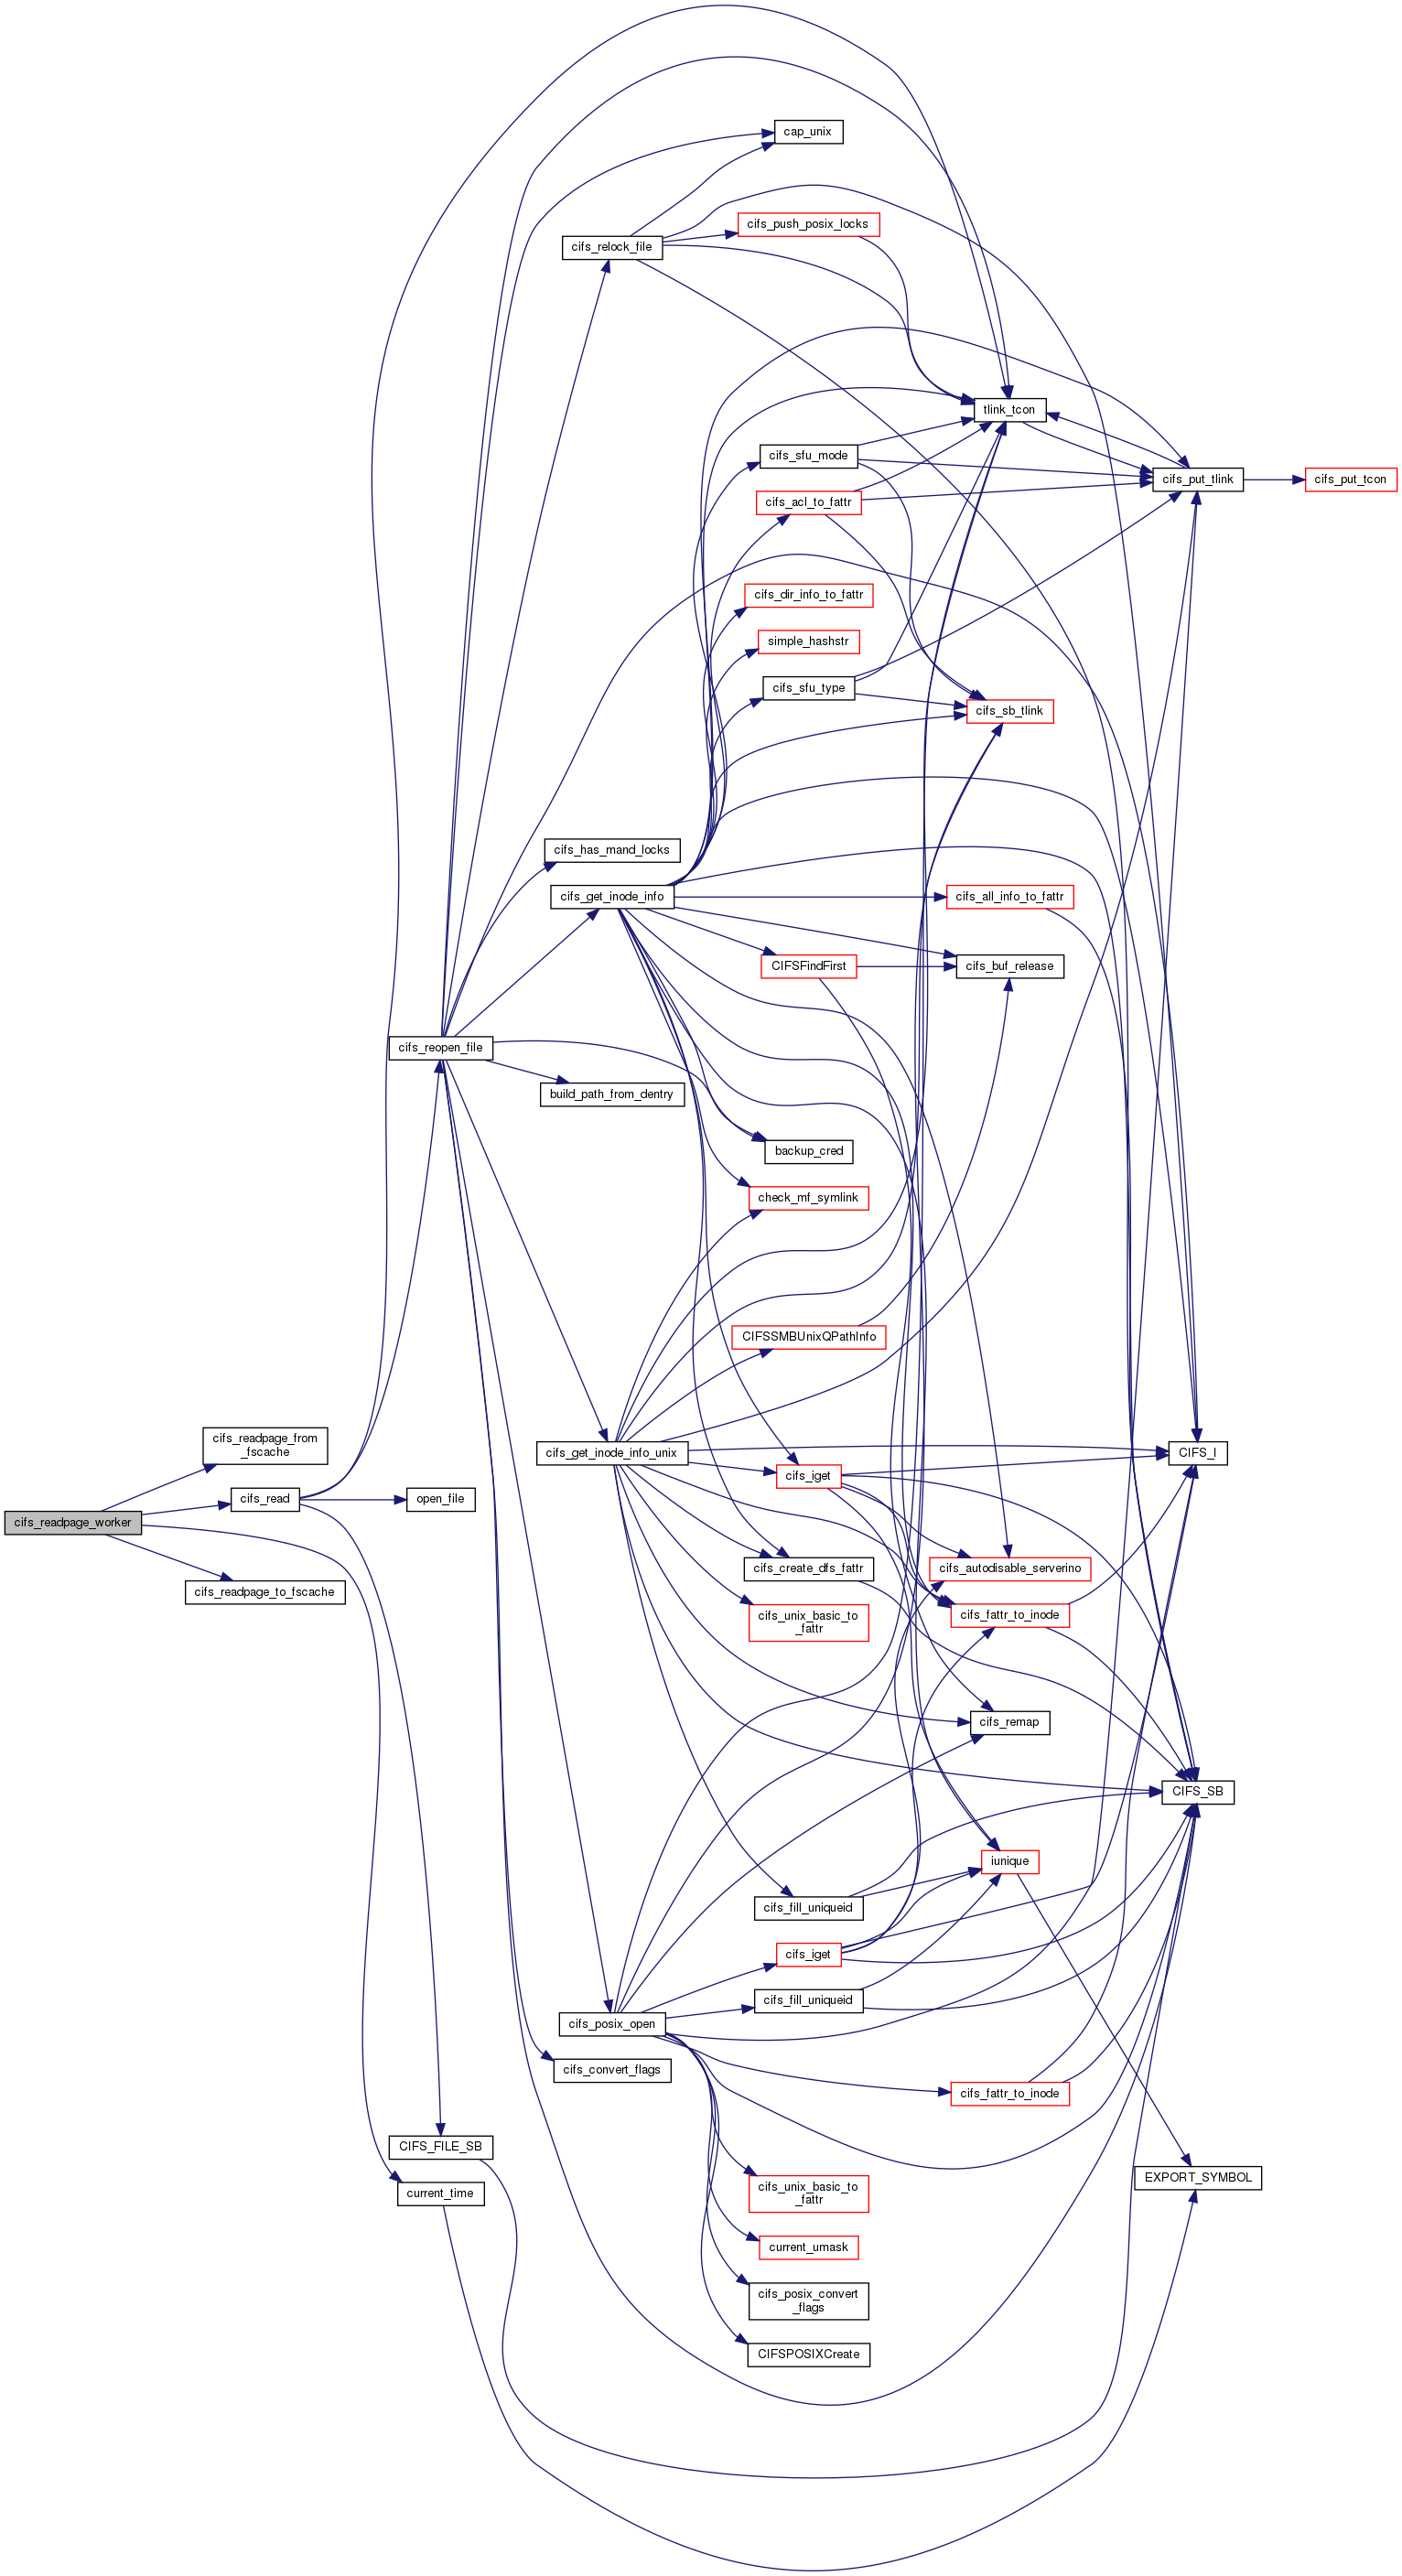 cap_unix
cifs_push_posix_locks
cifs_relock_file
tlink_tcon
cifs_sfu_mode
cifs_put_tlink
cifs_put_tcon
cifs_acl_to_fattr
cifs_dir_info_to_fattr
simple_hashstr
cifs_sfu_type
cifs_sb_tlink
cifs_has_mand_locks
cifs_get_inode_info
cifs_all_info_to_fattr
CIFSFindFirst
cifs_buf_release
cifs_reopen_file
build_path_from_dentry
backup_cred
check_mf_symlink
CIFSSMBUnixQPathInfo
cifs_readpage_from
_fscache
cifs_get_inode_info_unix
CIFS_I
cifs_iget
cifs_read
open_file
cifs_readpage_worker
cifs_create_dfs_fattr
cifs_autodisable_serverino
cifs_readpage_to_fscache
cifs_unix_basic_to
_fattr
cifs_fattr_to_inode
cifs_remap
CIFS_SB
iunique
cifs_fill_uniqueid
cifs_iget
cifs_fill_uniqueid
cifs_posix_open
cifs_convert_flags
cifs_fattr_to_inode
CIFS_FILE_SB
EXPORT_SYMBOL
current_time
cifs_unix_basic_to
_fattr
current_umask
cifs_posix_convert
_flags
CIFSPOSIXCreate